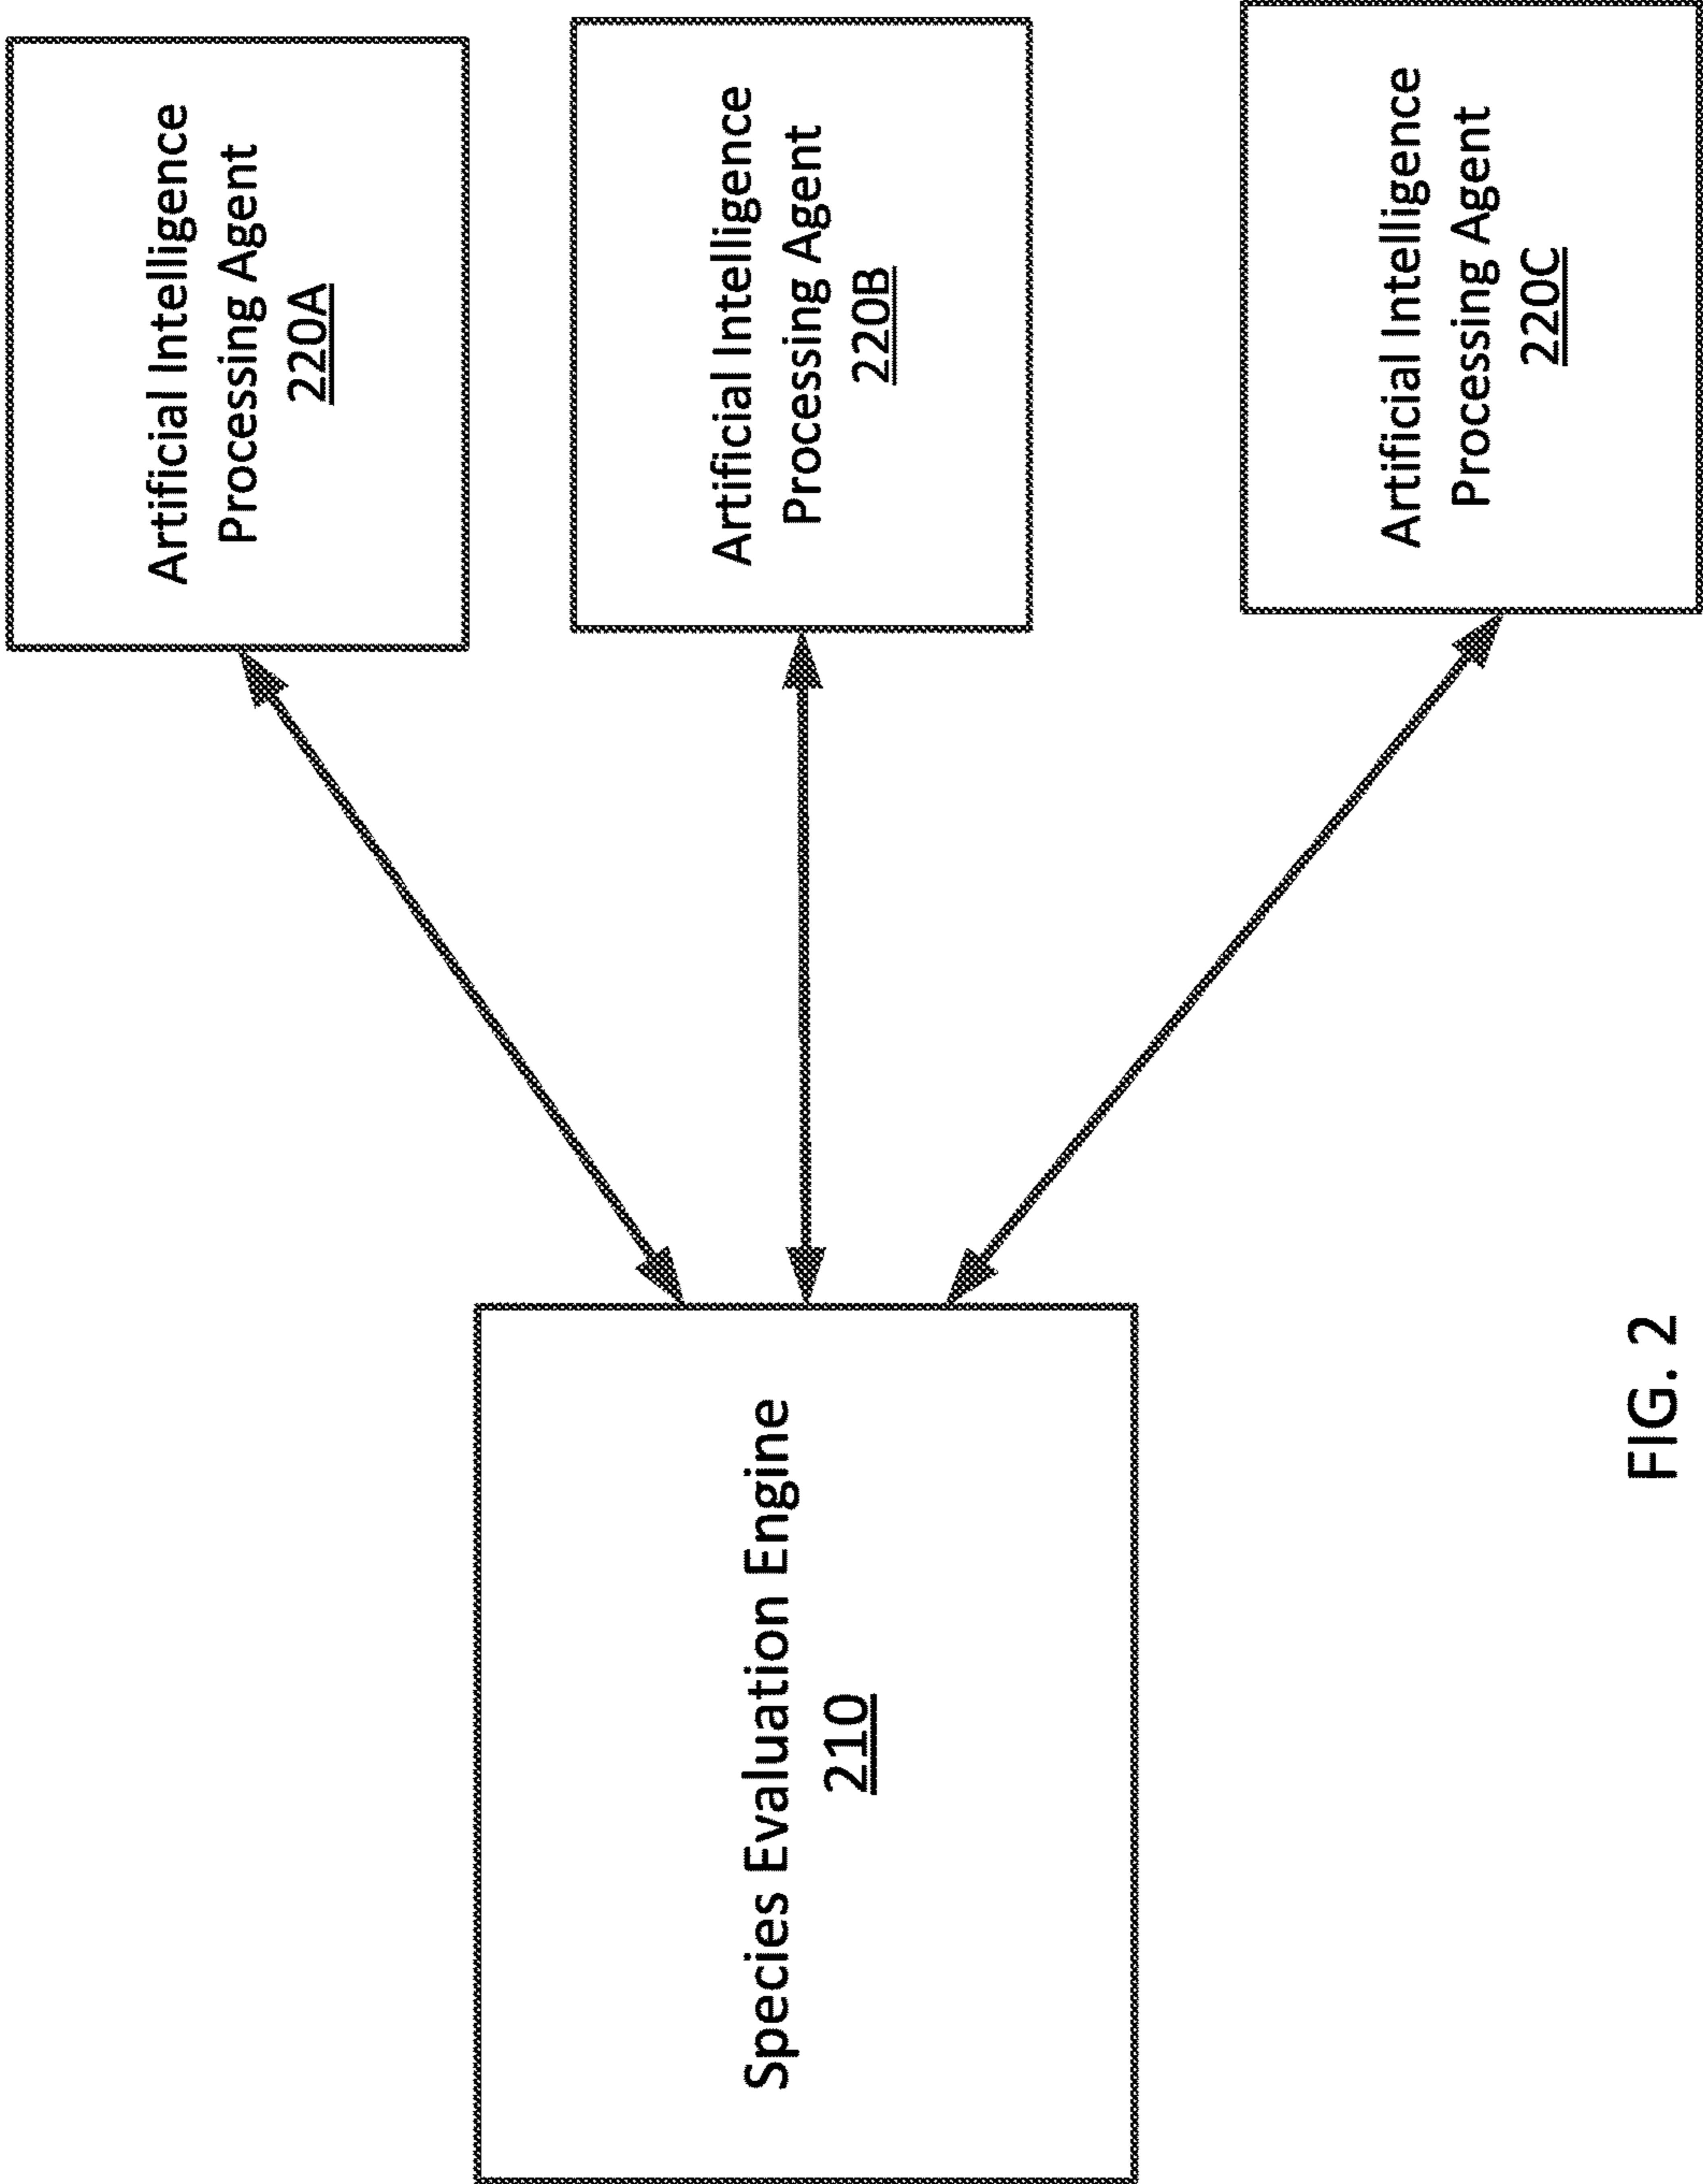 Species Evaluation Engine
210
Artificial Intelligence
Processing Agent
220A
Artificial Intelligence
Processing Agent
220B
Artificial Intelligence
Processing Agent
220C
FIG. 2